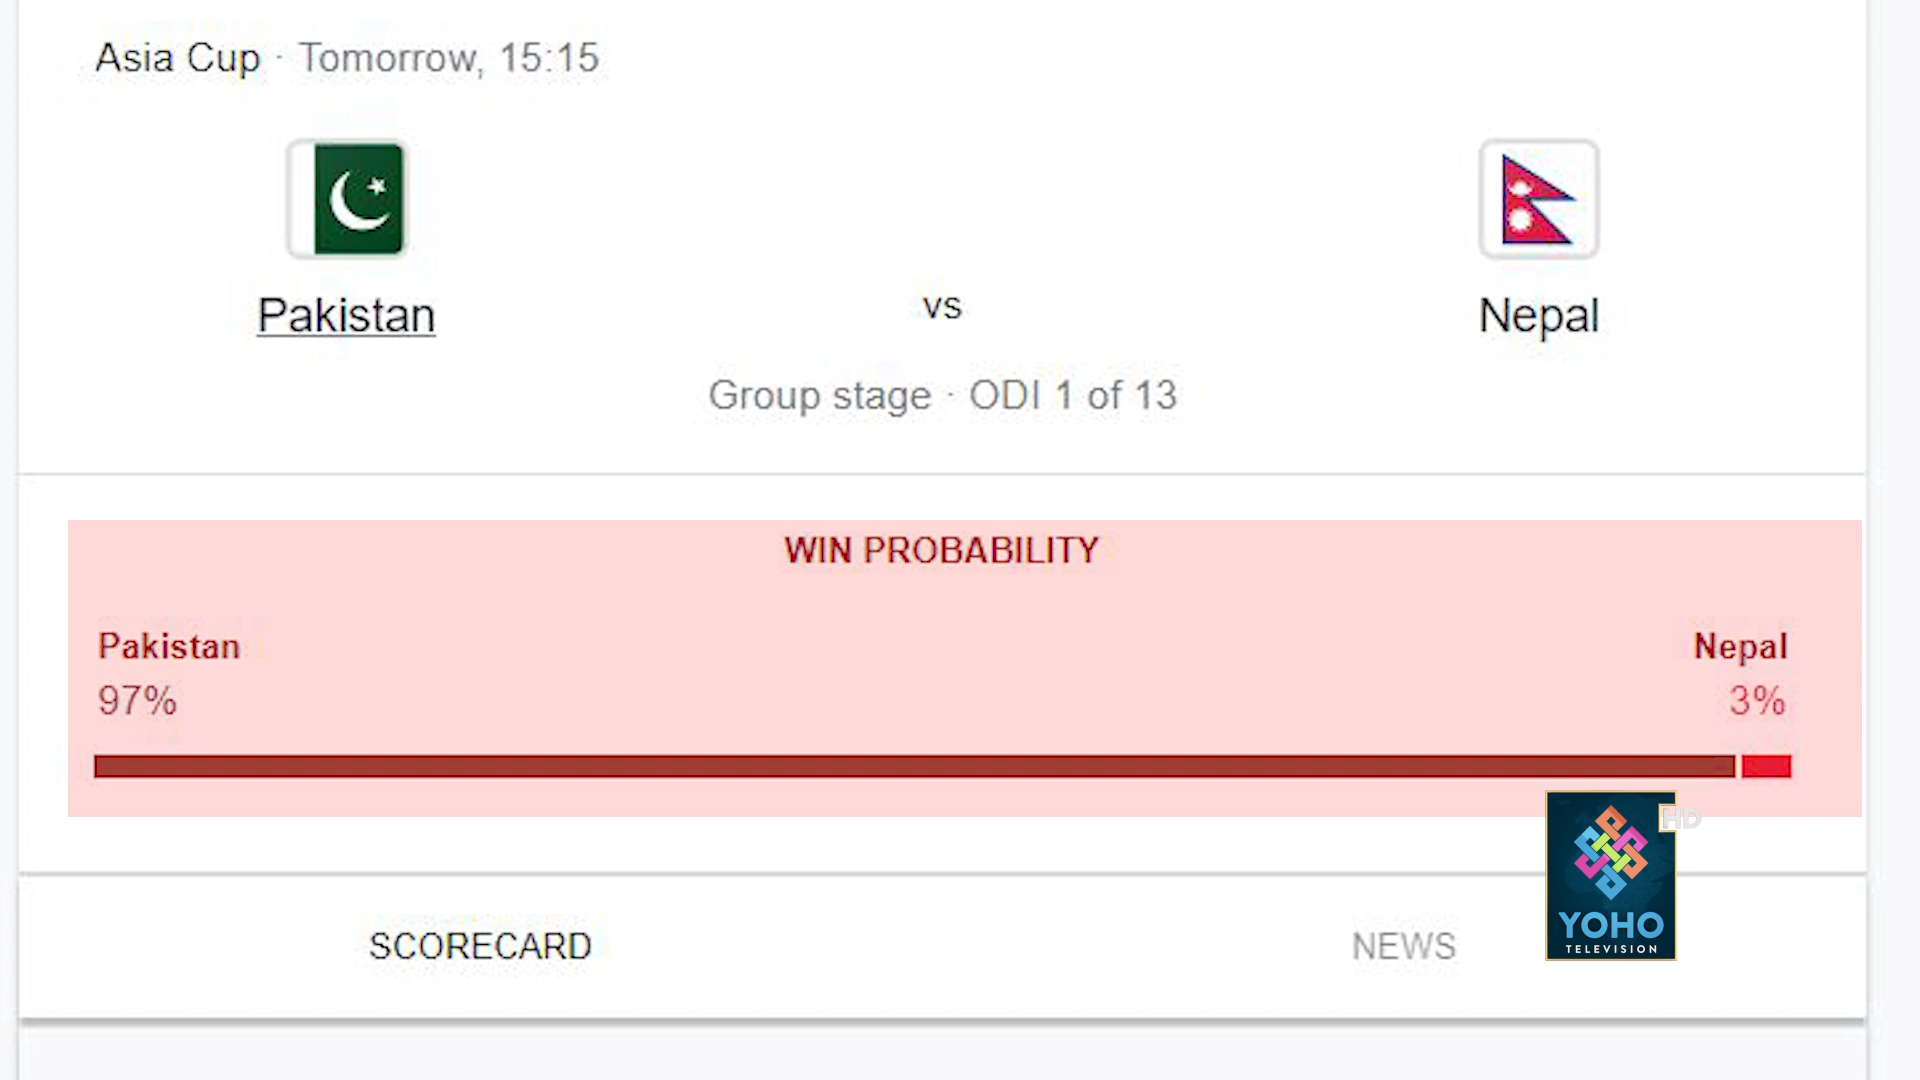 Asia Cup · Tomorrow, 15:15
Pakistan
vs
Nepal
Group stage · ODI 1 of 13
WIN PROBABILITY
Pakistan
Nepal
97%
3%
HD
YOHO
TELEVISION
SCORECARD
NEWS